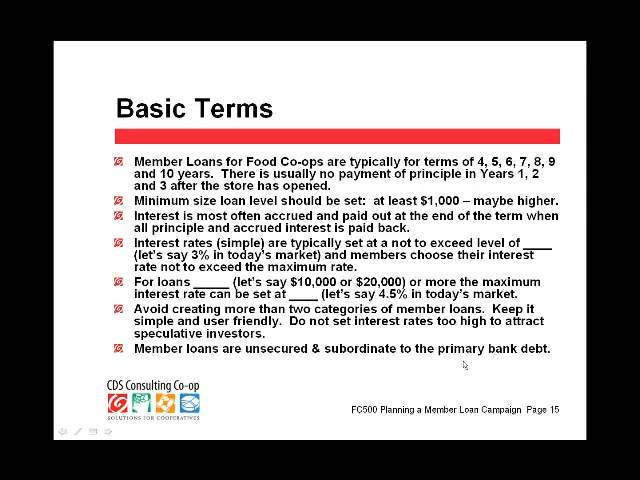 Basic Terms
Member Loans for Food Co-ops are typically for terms of 4, 5, 6, 7, 8, 9
and 10 years. There is usually no payment of principle in Years 1, 2
and 3 after the store has opened.
Minimum size loan level should be set: at least $1,000 – maybe higher.
Interest is most often accrued and paid out at the end of the term when
all principle and accrued interest is paid back.
Interest rates (simple) are typically set at a not to exceed level of ____
(let's say 3% in today's market) and members choose their interest
rate not to exceed the maximum rate.
For loans _____ (let's say $10,000 or $20,000) or more the maximum
interest rate can be set at ____ (let's say 4.5% in today's market.
Avoid creating more than two categories of member loans. Keep it
simple and user friendly. Do not set interest rates too high to attract
speculative investors.
Member loans are unsecured & subordinate to the primary bank debt.
CDS Consulting Co-op
SOLUTIONS FOR COOPERATIVES
FC500 Planning a Member Loan Campaign Page 15